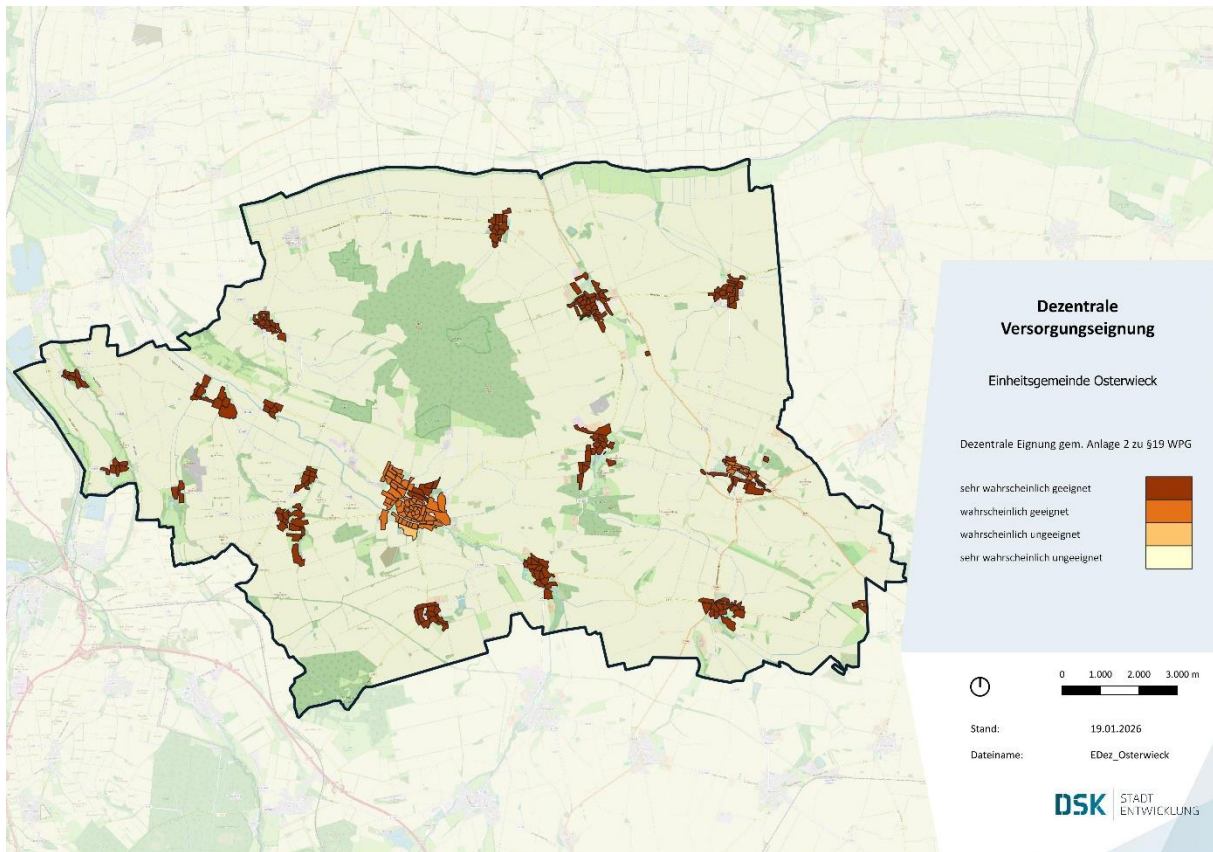 Dezentrale
Versorgungseignung
Einheitsgemeinde Osterwieck
Dezentrale Eignung gem. Anlage 2 zu §19 WPG
sehr wahrscheinlich geeignet
wahrscheinlich geeignet
wahrscheinlich ungeeignet
sehr wahrscheinlich ungeeignet
0 1.000 2.000 3.000 m
Stand: 19.01.2026
Dateiname: EDez_Osterwieck
DSK STADT
ENTWICKLUNG